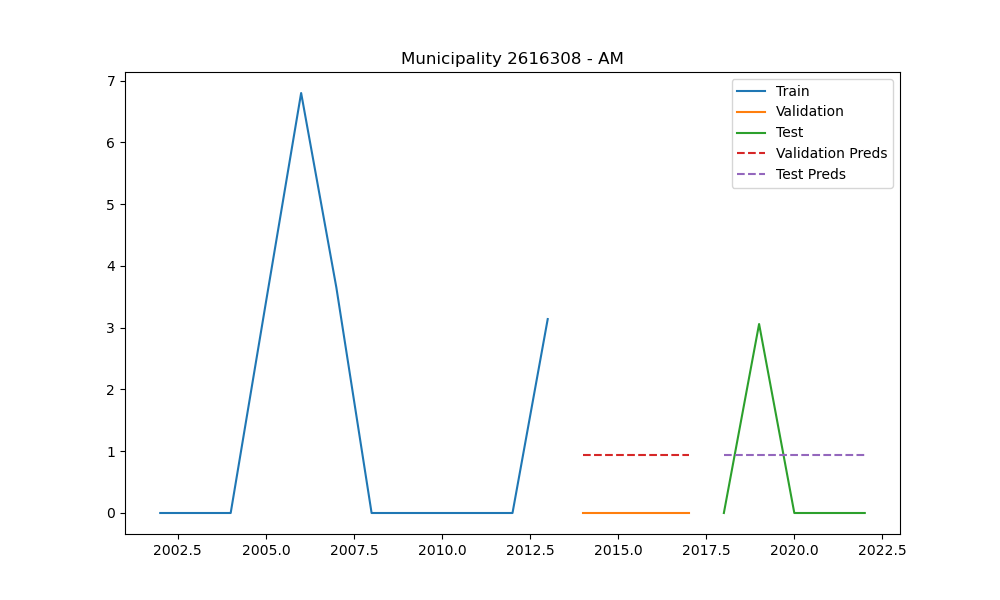 Municipality 2616308 - AM
7
6
5
4
3
2
1
0
Train
Validation
Test
Validation Preds
Test Preds
2002.5 2005.0 2007.5 2010.0 2012.5 2015.0 2017.5 2020.0 2022.5